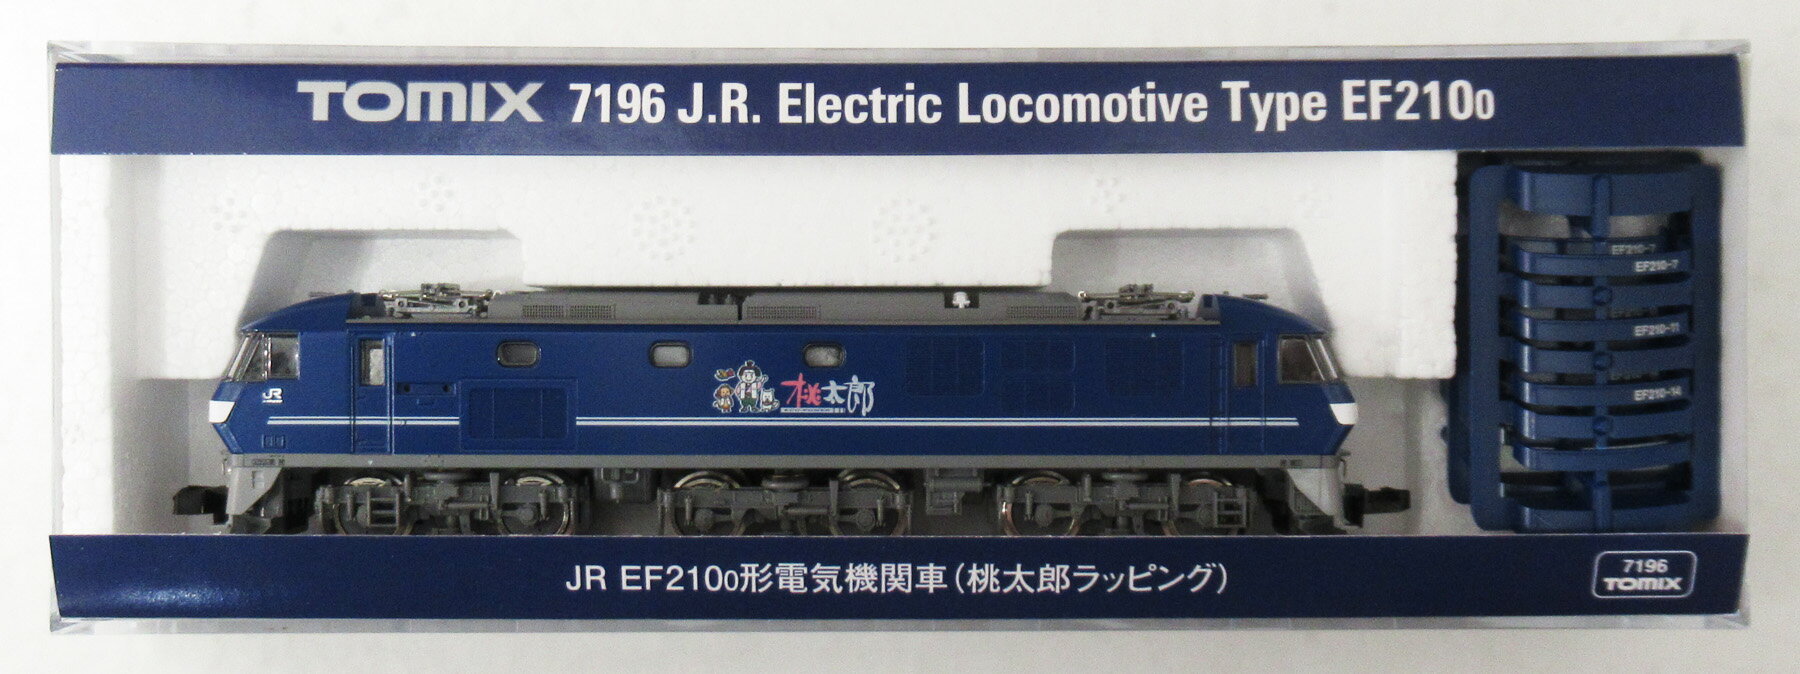 TOMIX 7196 J.R. Electric Locomotive Type EF2100
EF210-7
EF210-7
EF210-11
EF210-14
JR
桃太郎
JR EF2100形電気機関車(桃太郎ラッピング)
7196
TOMIX